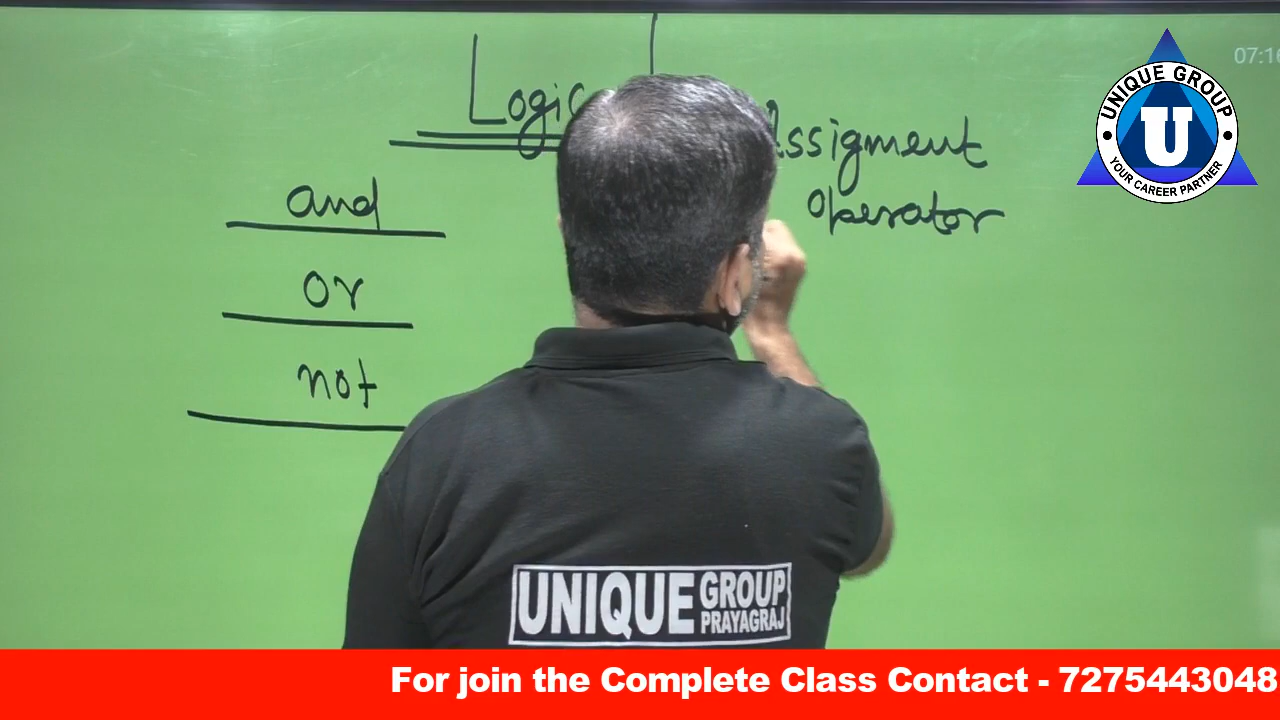 Logic
and
or
not
Assigment
operator
UNIQUE GROUP
U
YOUR CAREER PARTNER
07:16
UNIQUE GROUP
PRAYAGRAJ
For join the Complete Class Contact - 7275443048